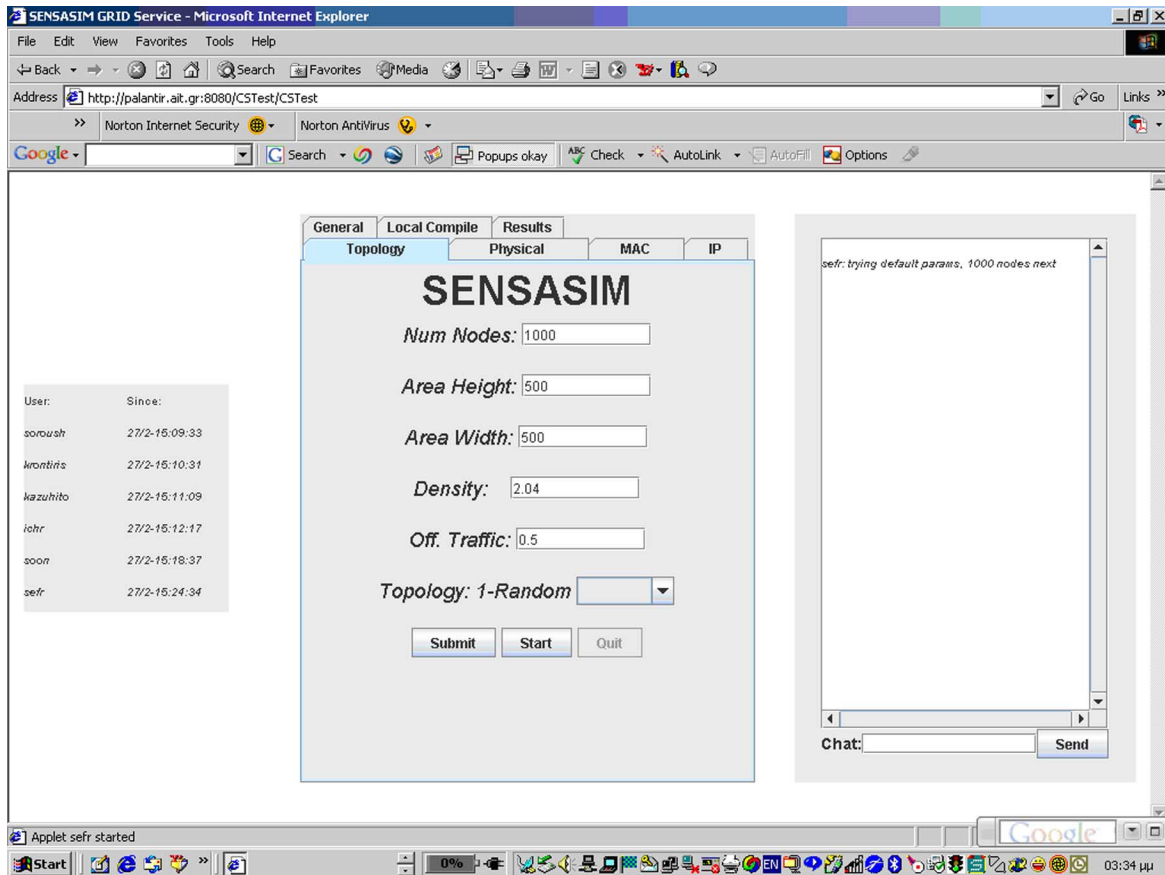 SENSASIM GRID Service - Microsoft Internet Explorer
File Edit View Favorites Tools Help
Back Search Favorites Media
Address http://palantir.ait.gr:8080/CSTest/CSTest Go Links »
» Norton Internet Security Norton AntiVirus
Google Search Popups okay ABC Check AutoLink AutoFill Options
General Local Compile Results
Topology Physical MAC IP
SENSASIM
Num Nodes: 1000
Area Height: 500
Area Width: 500
Density: 2.04
Off. Traffic: 0.5
Topology: 1-Random
Submit Start Quit
User: Since:
soroush 27/2-15:09:33
krontiris 27/2-15:10:31
kazuhito 27/2-15:11:09
ichr 27/2-15:12:17
soon 27/2-15:18:37
sefr 27/2-15:24:34
sefr: trying default params, 1000 nodes next
Chat: Send
Applet sefr started
Google
Start » 0% EN 03:34 μμ